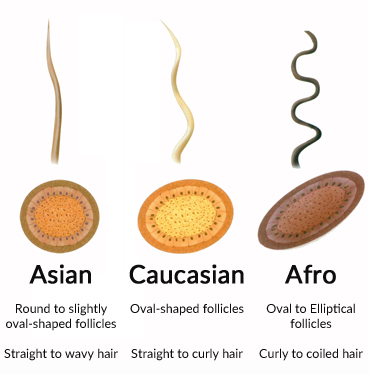 Asian
Caucasian
Afro
Round to slightly
oval-shaped follicles
Oval-shaped follicles
Oval to Elliptical
follicles
Straight to wavy hair
Straight to curly hair
Curly to coiled hair